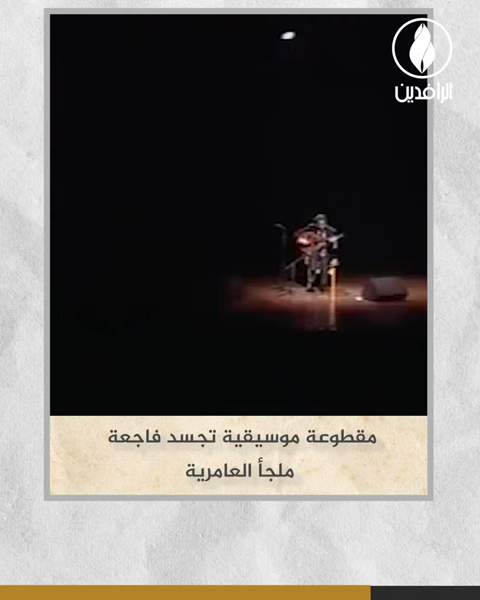 الرافدين
مقطوعة موسيقية تجسد فاجعة
ملجأ العامرية